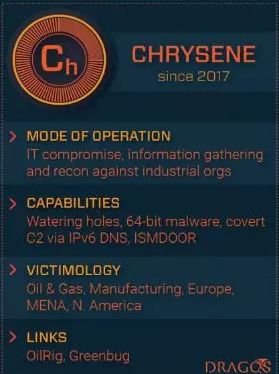 Ch
CHRYSENE
since 2017
MODE OF OPERATION
IT compromise, information gathering
and recon against industrial orgs
CAPABILITIES
Watering holes, 64-bit malware, covert
C2 via IPv6 DNS, ISMDOOR
VICTIMOLOGY
Oil & Gas, Manufacturing, Europe,
MENA, N. America
LINKS
OilRig, Greenbug
DRAGOS